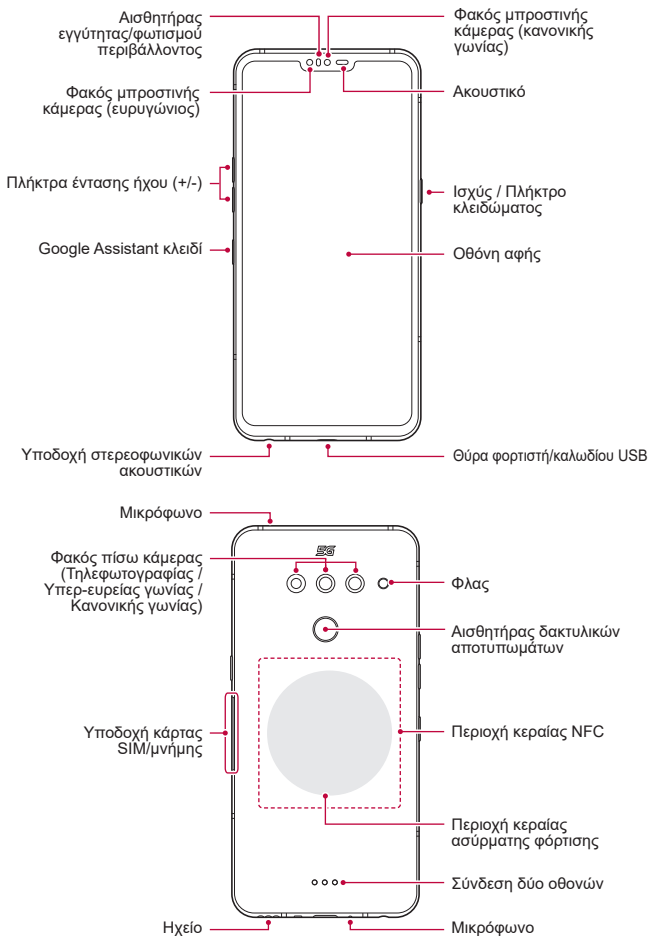 Αισθητήρας
εγγύτητας/φωτισμού
περιβάλλοντος
Φακός μπροστινής
κάμερας (κανονικής
γωνίας)
Φακός μπροστινής
κάμερας (ευρυγώνιος)
Ακουστικό
Πλήκτρα έντασης ήχου (+/-)
Ισχύς / Πλήκτρο
κλειδώματος
Google Assistant κλειδί
Οθόνη αφής
Υποδοχή στερεοφωνικών
ακουστικών
Θύρα φορτιστή/καλωδίου USB
Μικρόφωνο
5G
Φακός πίσω κάμερας
(Τηλεφωτογραφίας /
Υπερ-ευρείας γωνίας /
Κανονικής γωνίας)
Φλας
Αισθητήρας δακτυλικών
αποτυπωμάτων
Υποδοχή κάρτας
SIM/μνήμης
Περιοχή κεραίας NFC
Περιοχή κεραίας
ασύρματης φόρτισης
Σύνδεση δύο οθονών
Ηχείο
Μικρόφωνο